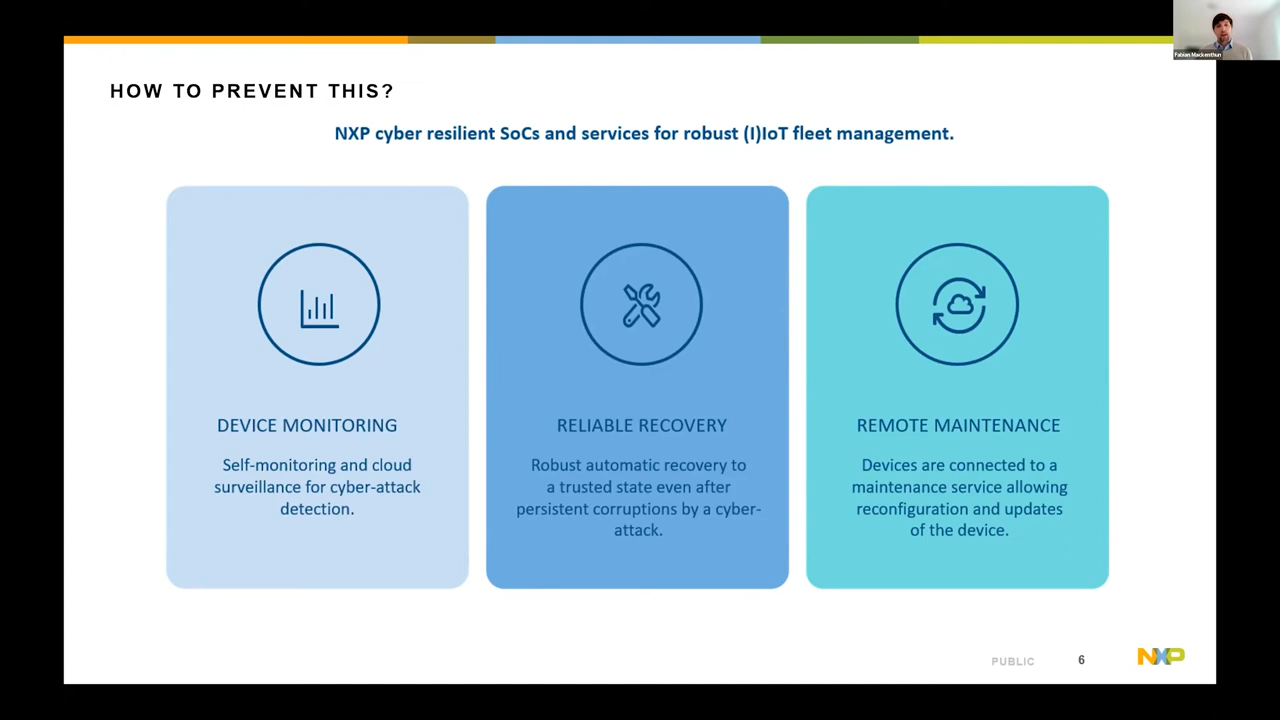 Fabian Mackenthun
HOW TO PREVENT THIS?
NXP cyber resilient SoCs and services for robust (I)IoT fleet management.
DEVICE MONITORING
Self-monitoring and cloud
surveillance for cyber-attack
detection.
RELIABLE RECOVERY
Robust automatic recovery to
a trusted state even after
persistent corruptions by a cyber-
attack.
REMOTE MAINTENANCE
Devices are connected to a
maintenance service allowing
reconfiguration and updates
of the device.
PUBLIC
6
NXP